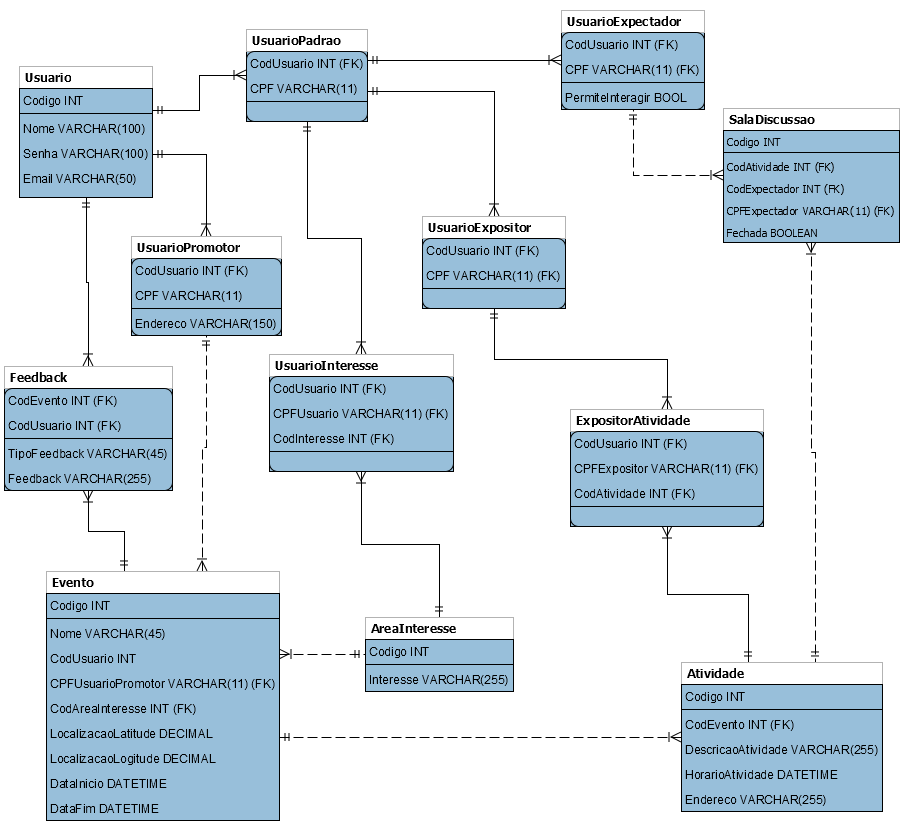 UsuarioExpectador
CodUsuario INT (FK)
CPF VARCHAR(11) (FK)
PermiteInteragir BOOL
UsuarioPadrao
CodUsuario INT (FK)
CPF VARCHAR(11)
Usuario
Codigo INT
Nome VARCHAR(100)
Senha VARCHAR(100)
Email VARCHAR(50)
SalaDiscussao
Codigo INT
CodAtividade INT (FK)
CodExpectador INT (FK)
CPFExpectador VARCHAR(11) (FK)
Fechada BOOLEAN
UsuarioExpositor
CodUsuario INT (FK)
CPF VARCHAR(11) (FK)
UsuarioPromotor
CodUsuario INT (FK)
CPF VARCHAR(11)
Endereco VARCHAR(150)
UsuarioInteresse
CodUsuario INT (FK)
CPFUsuario VARCHAR(11) (FK)
CodInteresse INT (FK)
Feedback
CodEvento INT (FK)
CodUsuario INT (FK)
TipoFeedback VARCHAR(45)
Feedback VARCHAR(255)
ExpositorAtividade
CodUsuario INT (FK)
CPFExpositor VARCHAR(11) (FK)
CodAtividade INT (FK)
Evento
Codigo INT
Nome VARCHAR(45)
CodUsuario INT
CPFUsuarioPromotor VARCHAR(11) (FK)
CodAreaInteresse INT (FK)
LocalizacaoLatitude DECIMAL
LocalizacaoLogitude DECIMAL
DataInicio DATETIME
DataFim DATETIME
AreaInteresse
Codigo INT
Interesse VARCHAR(255)
Atividade
Codigo INT
CodEvento INT (FK)
DescricaoAtividade VARCHAR(255)
HorarioAtividade DATETIME
Endereco VARCHAR(255)